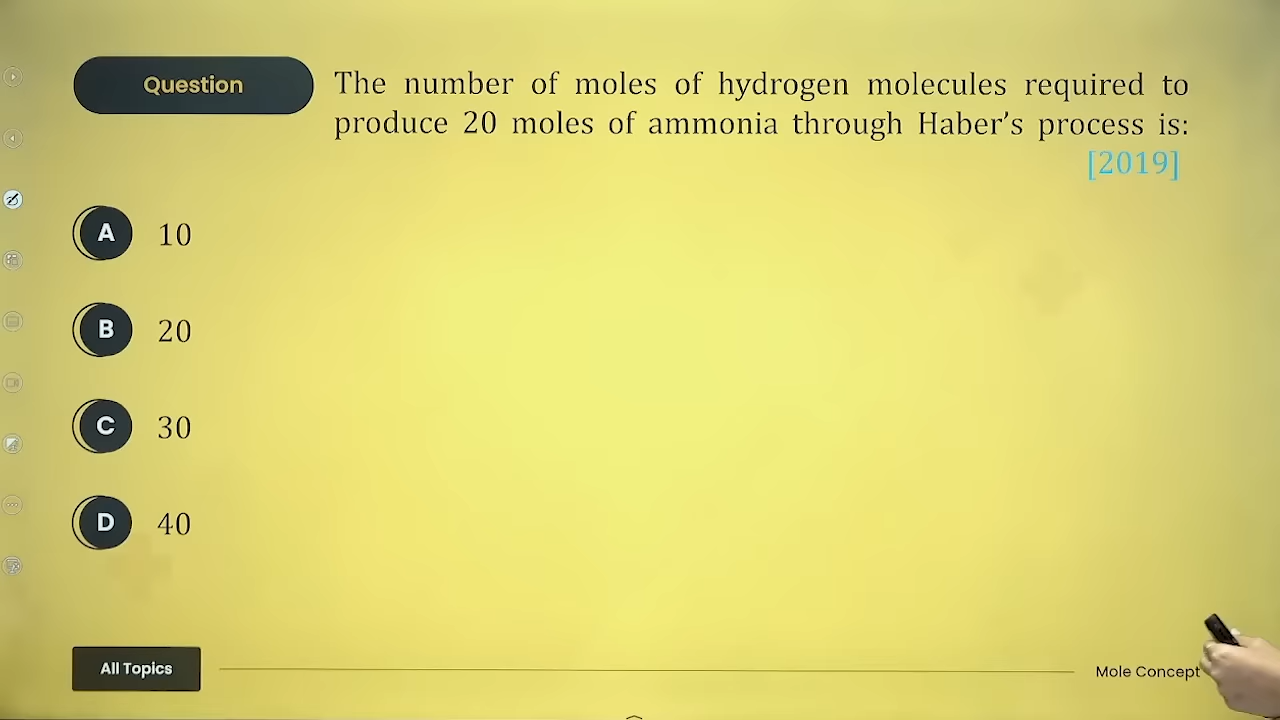 Question
The number of moles of hydrogen molecules required to
produce 20 moles of ammonia through Haber's process is:
[2019]
A 10
B 20
C 30
D 40
All Topics
Mole Concept